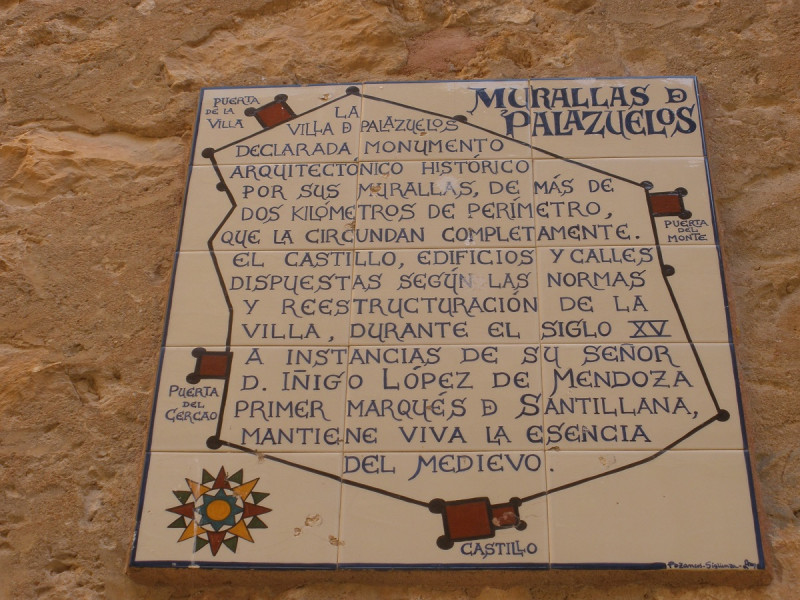 MURALLAS D
PALAZUELOS
PUERTA
DE LA
VILLA
LA
VILLA D PALAZUELOS
DECLARADA MONUMENTO
ARQUITECTÓNICO HISTÓRICO
POR SUS MURALLAS, DE MÁS DE
DOS KILÓMETROS DE PERÍMETRO,
QUE LA CIRCUNDAN COMPLETAMENTE.
EL CASTILLO, EDIFICIOS Y CALLES
DISPUESTAS SEGÚN LAS NORMAS
Y REESTRUCTURACIÓN DE LA
VILLA, DURANTE EL SIGLO XV
A INSTANCIAS DE SU SEÑOR
D. IÑIGO LÓPEZ DE MENDOZA
PRIMER MARQUÉS D SANTILLANA,
MANTIENE VIVA LA ESENCIA
DEL MEDIEVO.
PUERTA
DEL
MONTE
PUERTA
DEL
CERCAO
CASTILLO